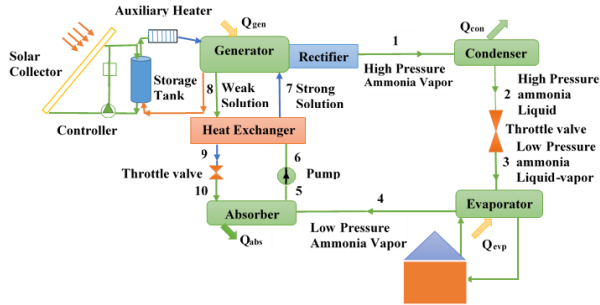 Auxiliary Heater
Qgen
Qcon
Solar
Collector
Generator
Rectifier
1
Condenser
High Pressure
Ammonia Vapor
Storage
Tank
8
Weak
Solution
7
Strong
Solution
2
High Pressure
ammonia
Liquid
Controller
Heat Exchanger
Throttle valve
9
6
3
Low Pressure
ammonia
Liquid-vapor
Throttle valve
Pump
10
5
4
Evaporator
Absorber
Qabs
Low Pressure
Ammonia Vapor
Qevp